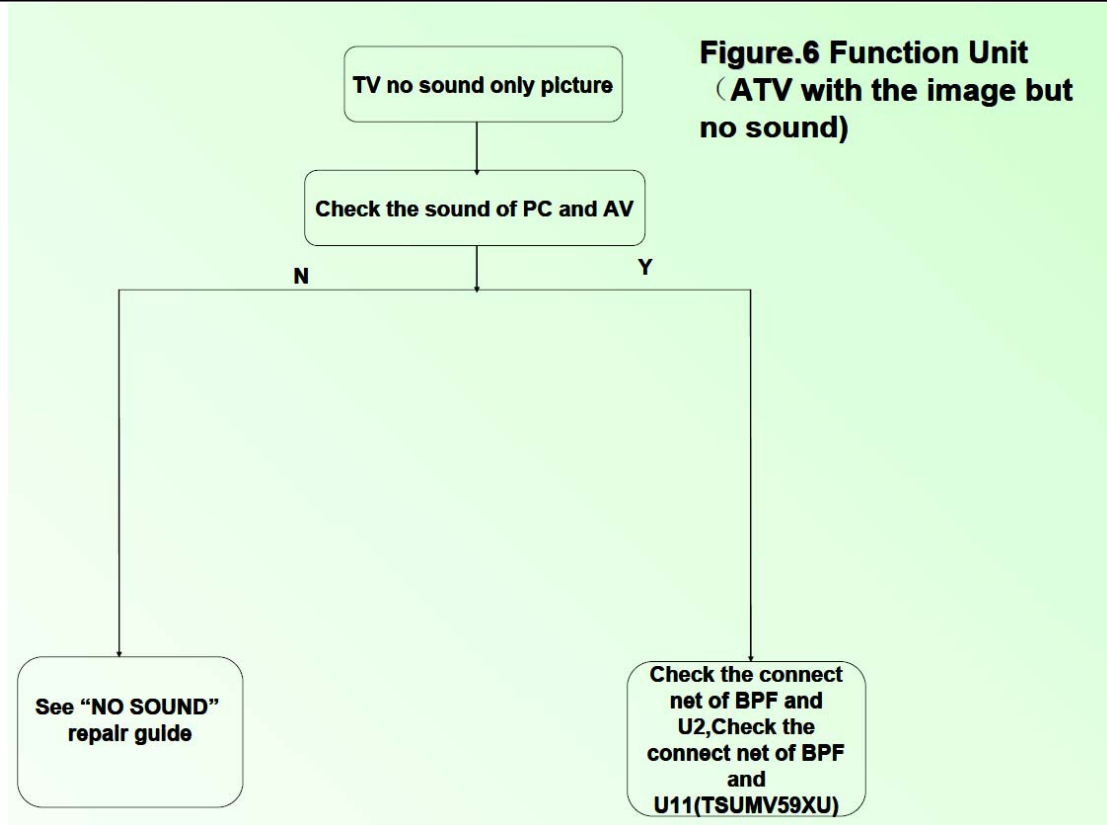 Figure.6 Function Unit
（ATV with the image but
no sound)
TV no sound only picture
Check the sound of PC and AV
N
Y
See “NO SOUND”
repair guide
Check the connect
net of BPF and
U2,Check the
connect net of BPF
and
U11(TSUMV59XU)